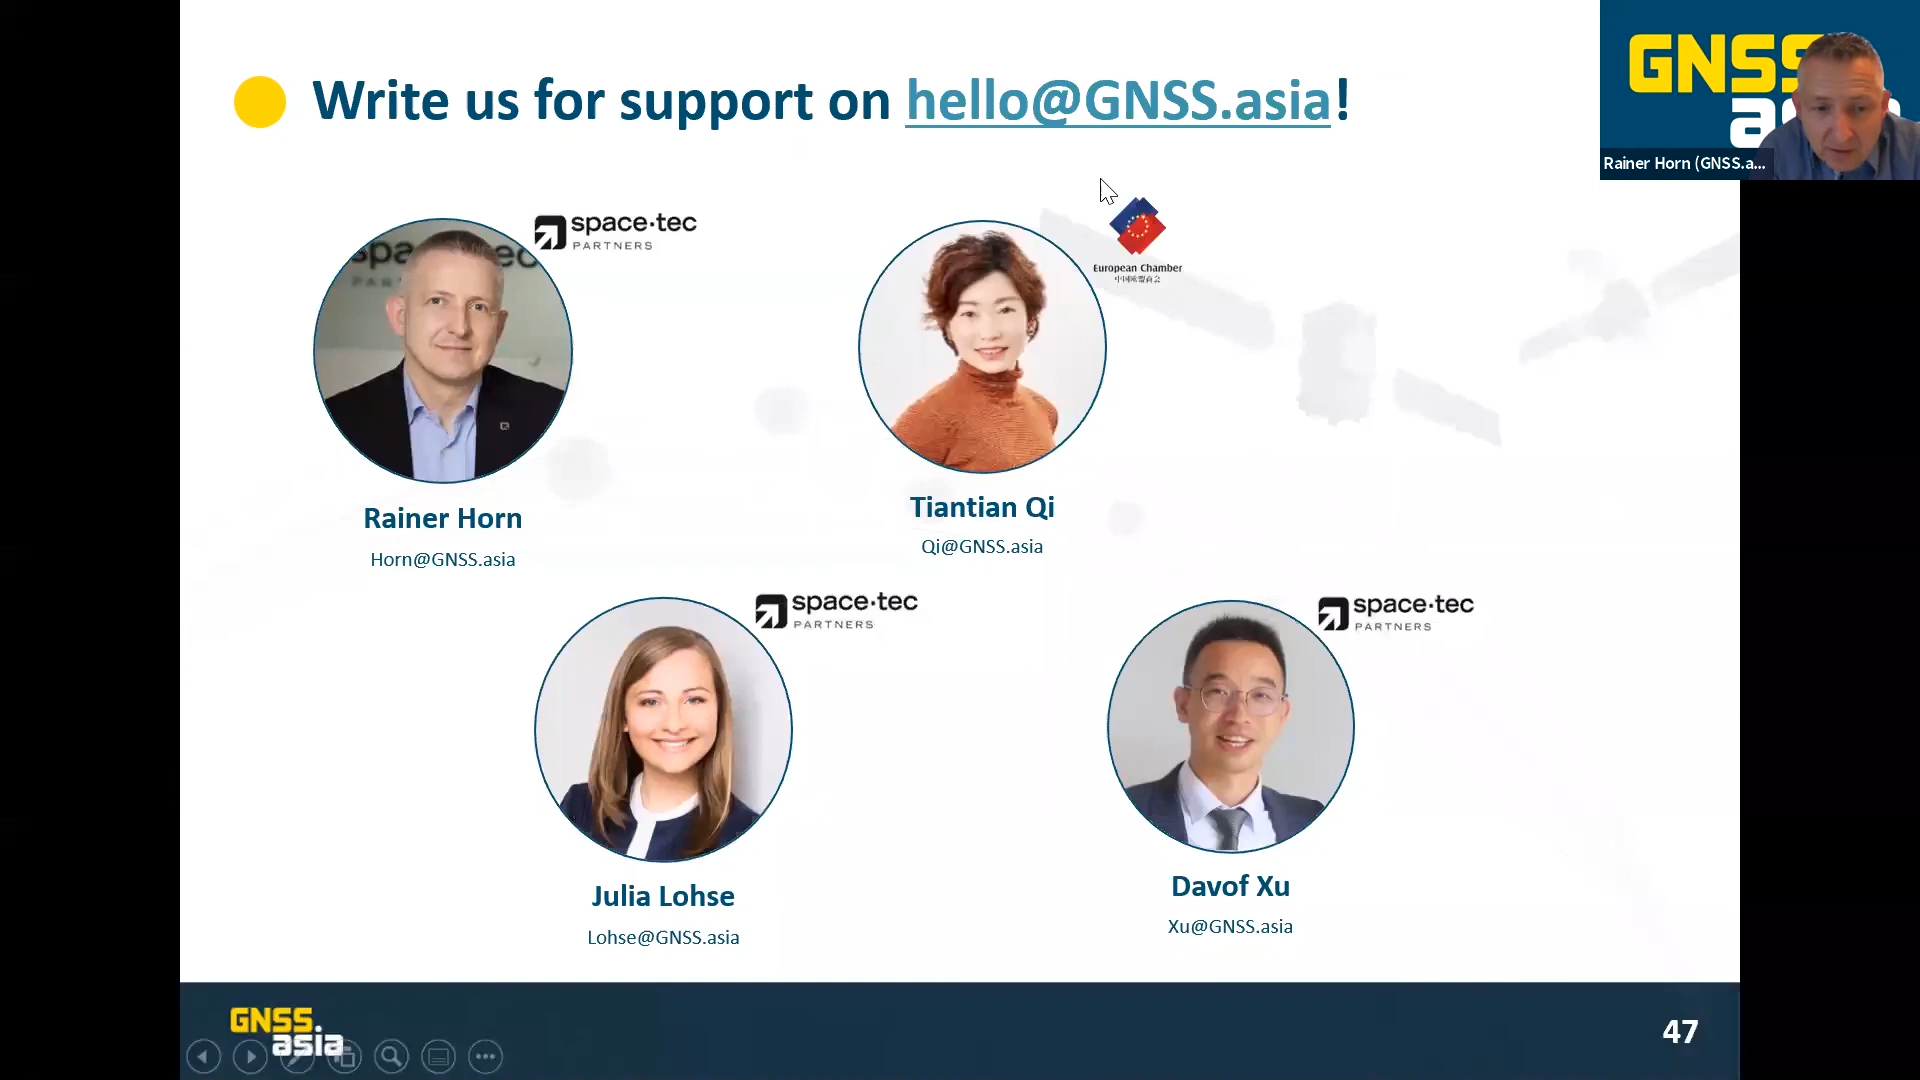 Write us for support on hello@GNSS.asia!
GNSS
Rainer Horn (GNSS.a...
space·tec
PARTNERS
European Chamber
中国欧盟商会
Rainer Horn
Horn@GNSS.asia
Tiantian Qi
Qi@GNSS.asia
space·tec
PARTNERS
space·tec
PARTNERS
Julia Lohse
Lohse@GNSS.asia
Davof Xu
Xu@GNSS.asia
GNSS.
asia
47